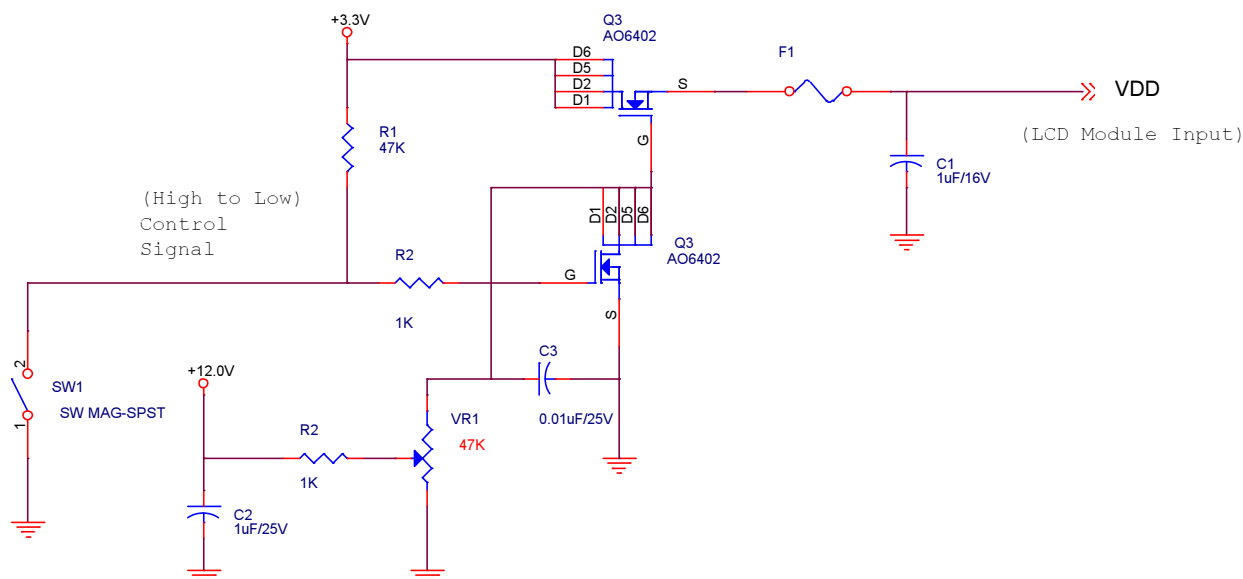 +3.3V
Q3
AO6402
F1
D6
D5
D2
D1
S
VDD
(LCD Module Input)
G
R1
47K
C1
1uF/16V
(High to Low)
Control
Signal
D1
D2
D5
D6
Q3
AO6402
R2
G
1K
S
2
SW1
SW MAG-SPST
1
+12.0V
C3
0.01uF/25V
VR1
47K
R2
1K
C2
1uF/25V